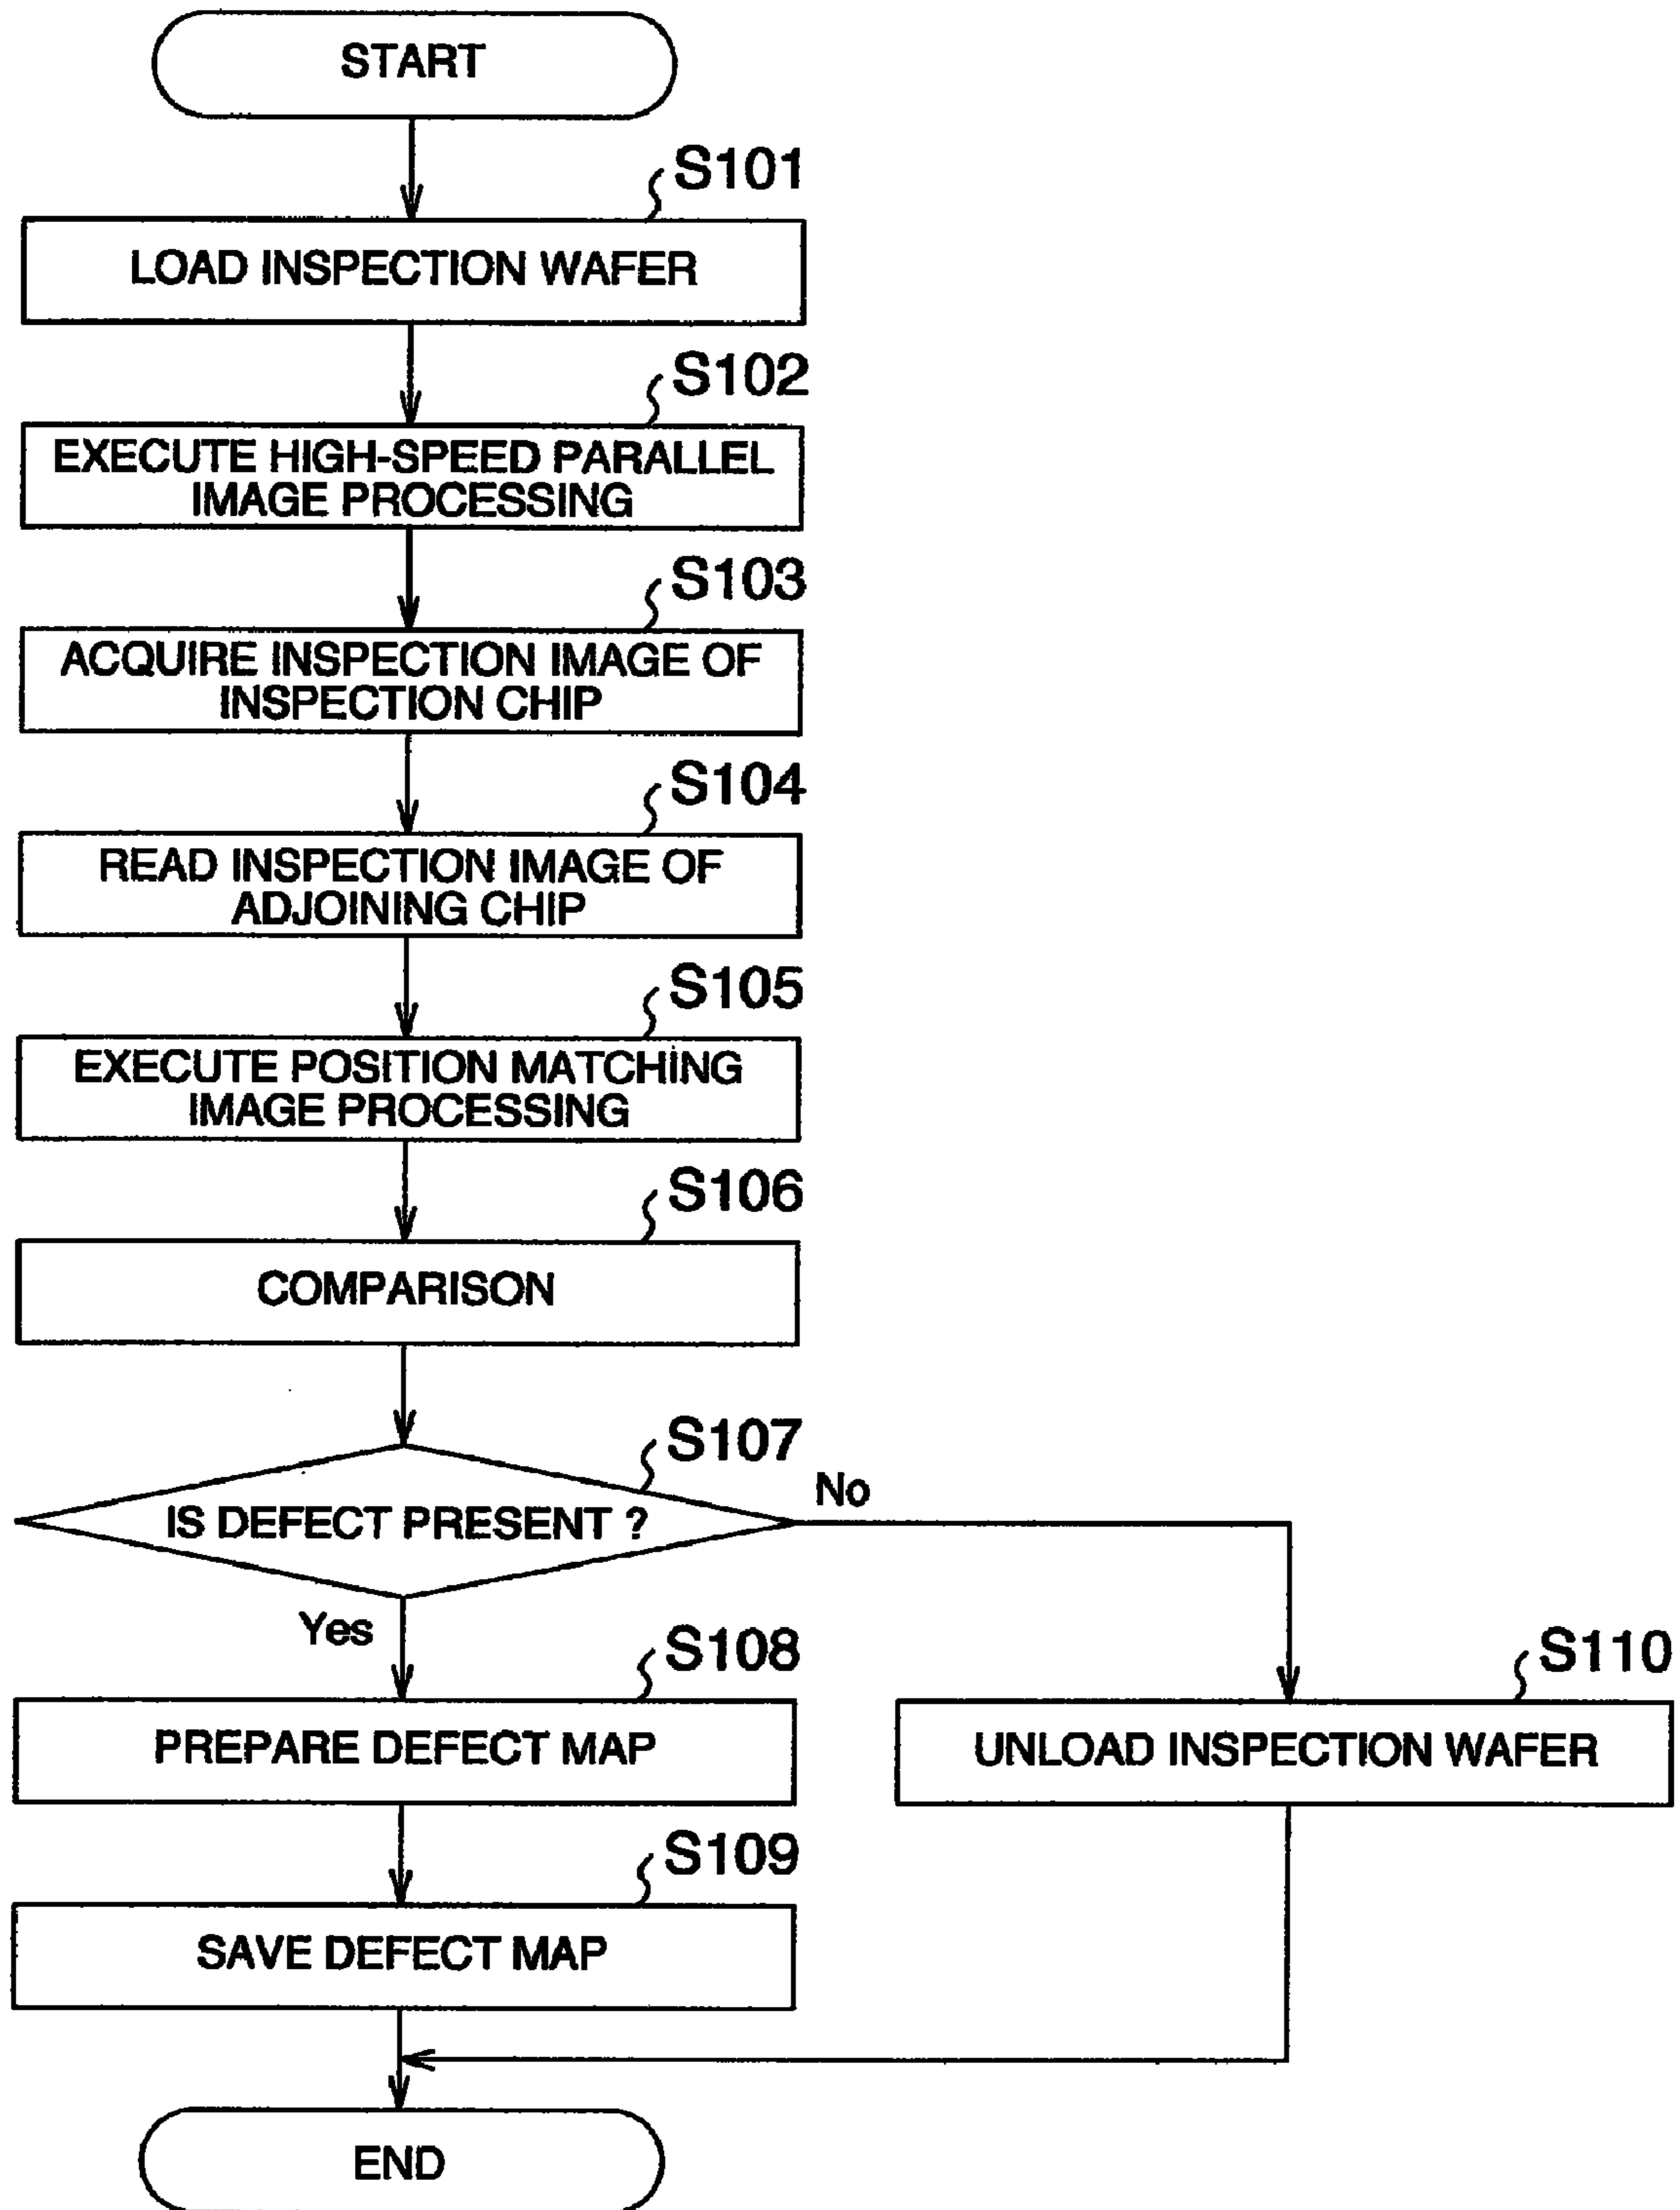 START
S101
LOAD INSPECTION WAFER
S102
EXECUTE HIGH-SPEED PARALLEL
IMAGE PROCESSING
S103
ACQUIRE INSPECTION IMAGE OF
INSPECTION CHIP
S104
READ INSPECTION IMAGE OF
ADJOINING CHIP
S105
EXECUTE POSITION MATCHING
IMAGE PROCESSING
S106
COMPARISON
S107
IS DEFECT PRESENT ?
No
Yes
S108
PREPARE DEFECT MAP
S110
UNLOAD INSPECTION WAFER
S109
SAVE DEFECT MAP
END